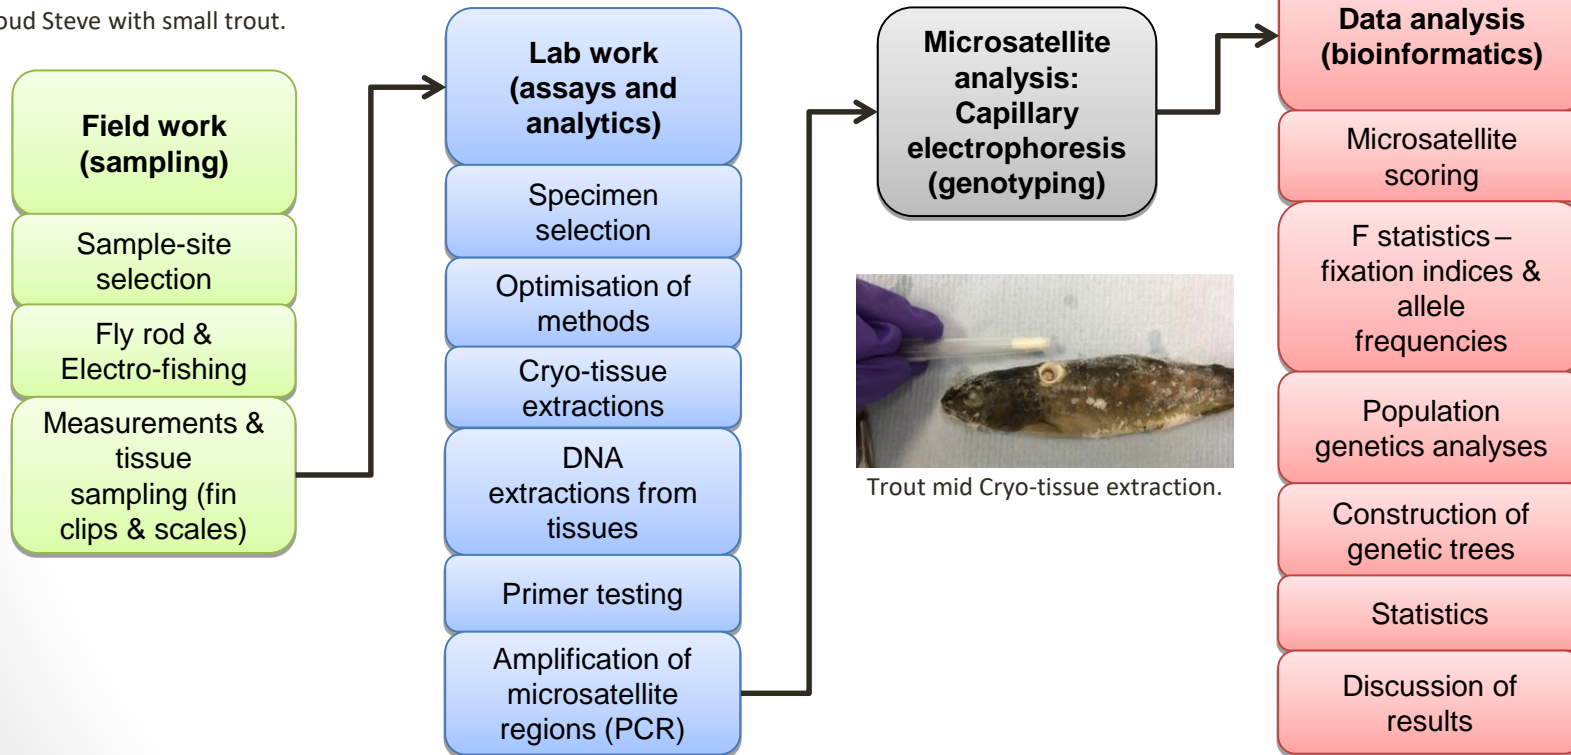 oud Steve with small trout.
Field work
(sampling)
Sample-site
selection
Fly rod &
Electro-fishing
Measurements &
tissue
sampling (fin
clips & scales)
Lab work
(assays and
analytics)
Specimen
selection
Optimisation of
methods
Cryo-tissue
extractions
DNA
extractions from
tissues
Primer testing
Amplification of
microsatellite
regions (PCR)
Microsatellite
analysis:
Capillary
electrophoresis
(genotyping)
Trout mid Cryo-tissue extraction.
Data analysis
(bioinformatics)
Microsatellite
scoring
F statistics –
fixation indices &
allele
frequencies
Population
genetics analyses
Construction of
genetic trees
Statistics
Discussion of
results